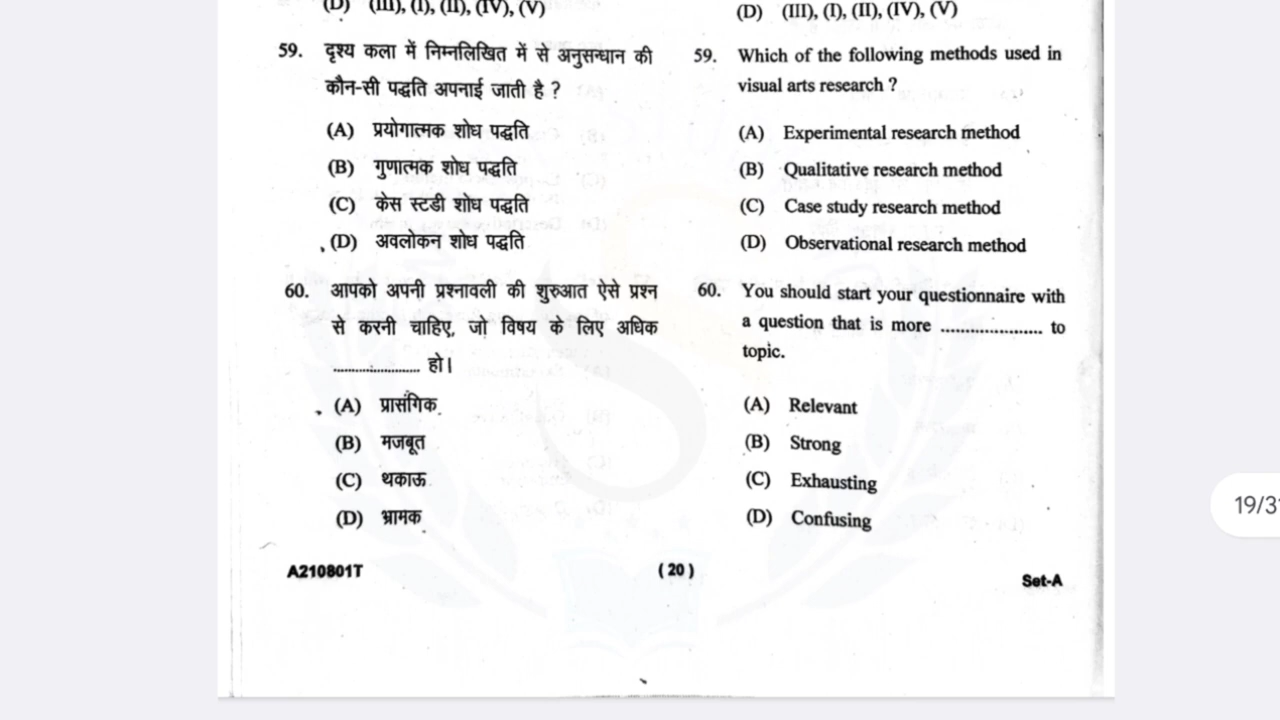 (D) (III), (I), (II), (IV), (V)
59. दृश्य कला में निम्नलिखित में से अनुसन्धान की
कौन-सी पद्धति अपनाई जाती है ?
(A) प्रयोगात्मक शोध पद्धति
(B) गुणात्मक शोध पद्धति
(C) केस स्टडी शोध पद्धति
(D) अवलोकन शोध पद्धति
60. आपको अपनी प्रश्नावली की शुरुआत ऐसे प्रश्न
से करनी चाहिए, जो विषय के लिए अधिक
........................ हो।
(A) प्रासंगिक
(B) मजबूत
(C) थकाऊ
(D) भ्रामक
(D) (III), (I), (II), (IV), (V)
59. Which of the following methods used in
visual arts research ?
(A) Experimental research method
(B) Qualitative research method
(C) Case study research method
(D) Observational research method
60. You should start your questionnaire with
a question that is more ..................... to
topic.
(A) Relevant
(B) Strong
(C) Exhausting
(D) Confusing
A210801T
( 20 )
Set-A
19/31